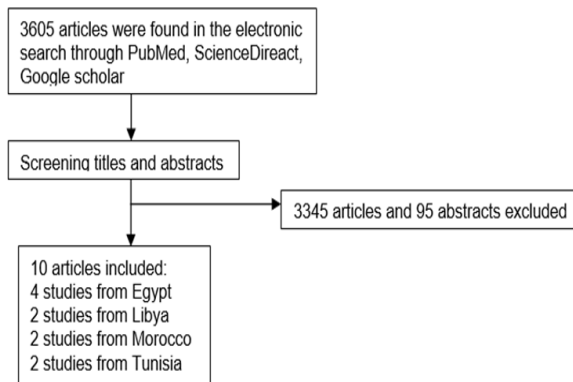 3605 articles were found in the electronic
search through PubMed, ScienceDireact,
Google scholar
Screening titles and abstracts
3345 articles and 95 abstracts excluded
10 articles included:
4 studies from Egypt
2 studies from Libya
2 studies from Morocco
2 studies from Tunisia